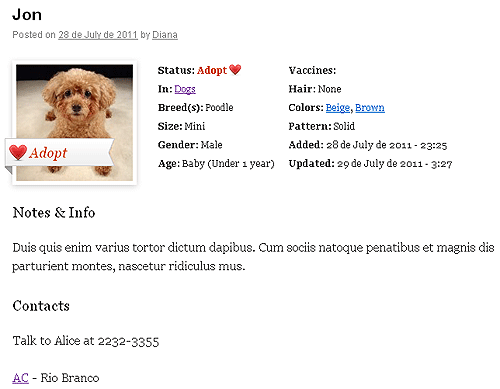 Jon
Posted on 28 de July de 2011 by Diana
Adopt
Status: Adopt
In: Dogs
Breed(s): Poodle
Size: Mini
Gender: Male
Age: Baby (Under 1 year)
Vaccines:
Hair: None
Colors: Beige, Brown
Pattern: Solid
Added: 28 de July de 2011 - 23:25
Updated: 29 de July de 2011 - 3:27
Notes & Info
Duis quis enim varius tortor dictum dapibus. Cum sociis natoque penatibus et magnis dis
parturient montes, nascetur ridiculus mus.
Contacts
Talk to Alice at 2232-3355
AC - Rio Branco